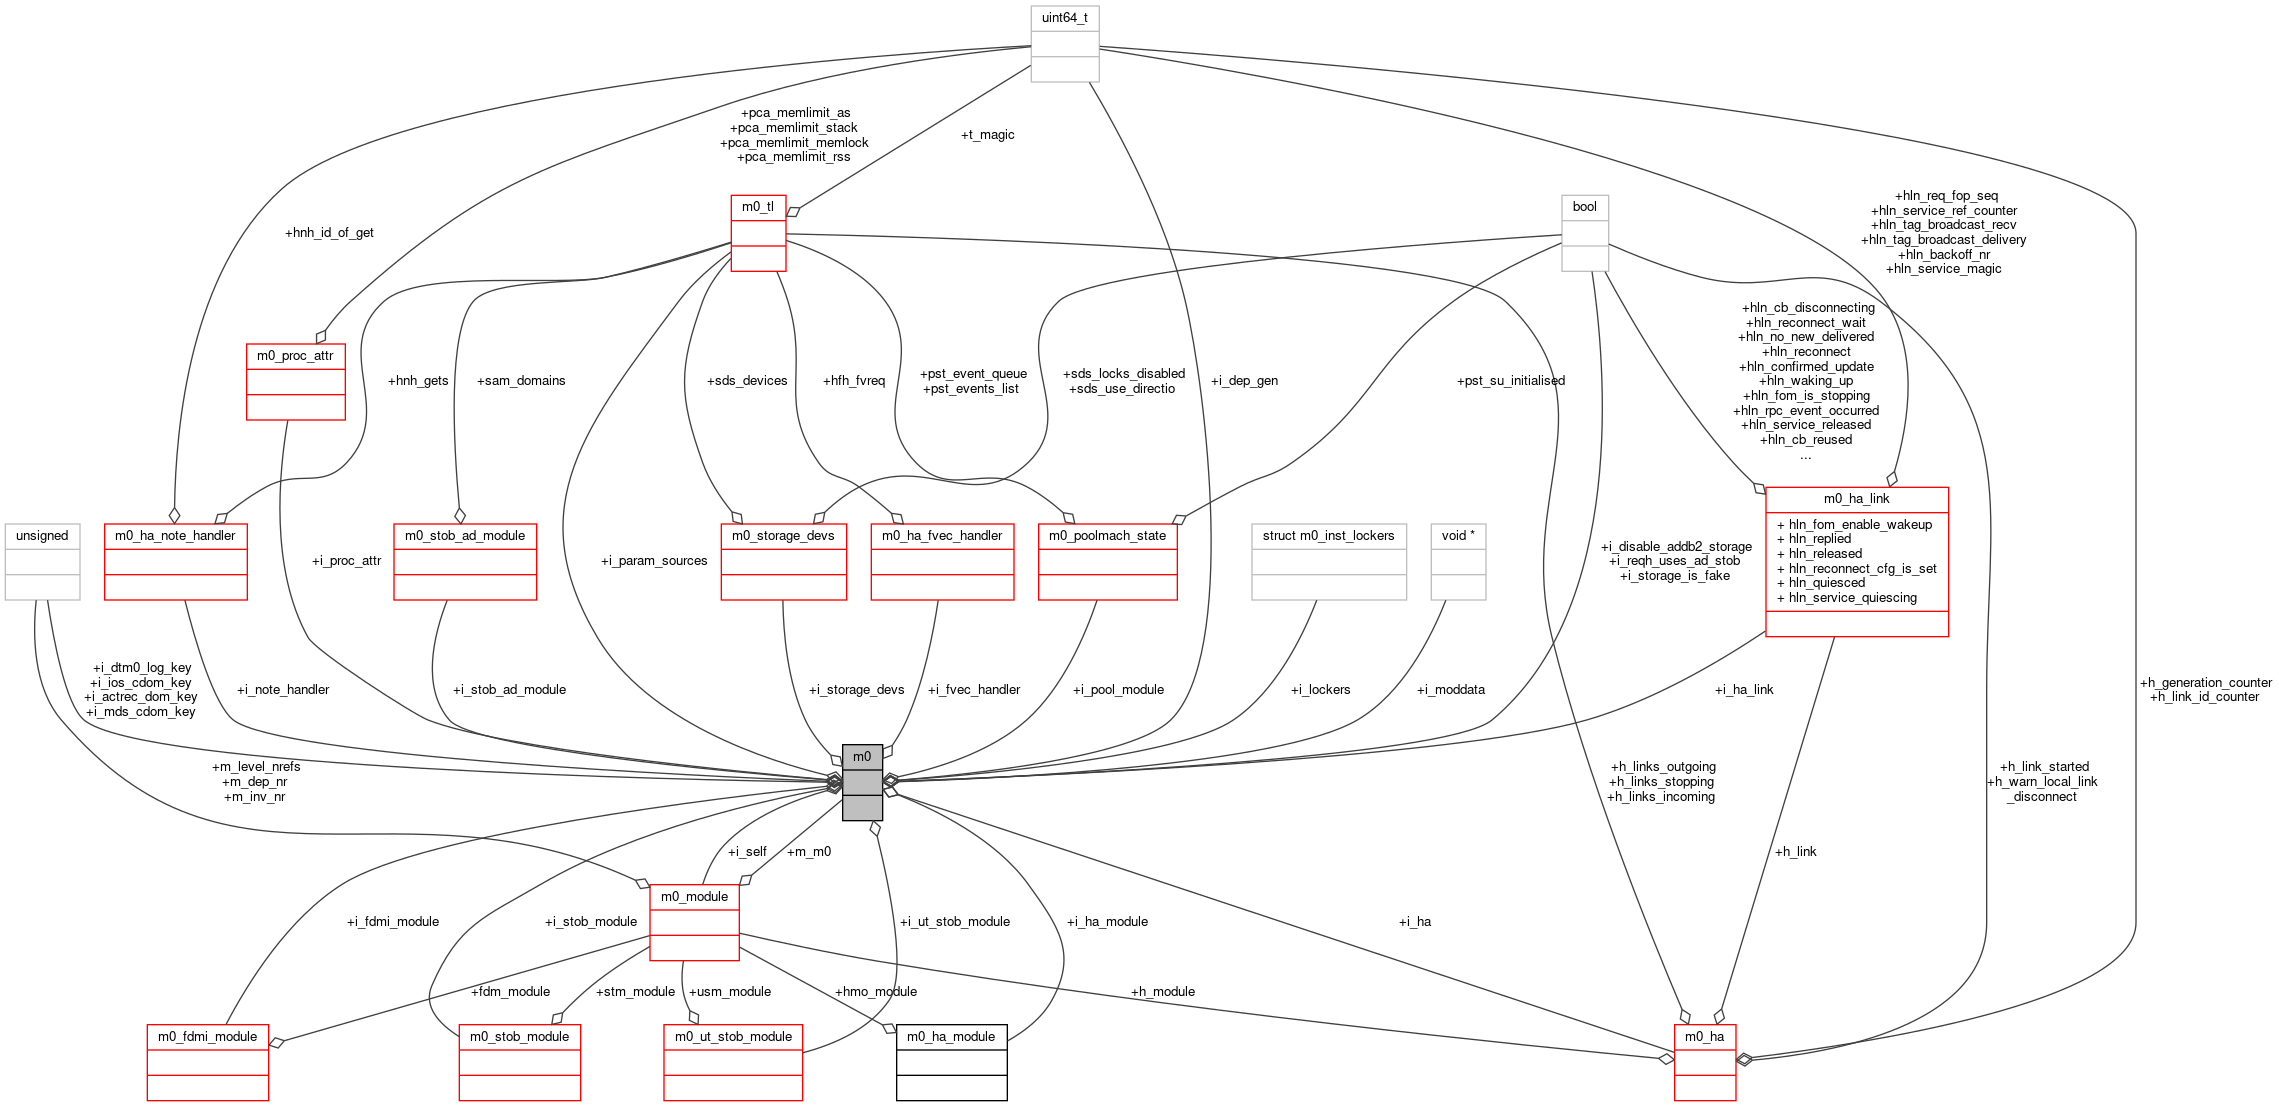 uint64_t
+pca_memlimit_as
+pca_memlimit_stack
+pca_memlimit_memlock
+pca_memlimit_rss
+t_magic
m0_tl
bool
+hln_req_fop_seq
+hln_service_ref_counter
+hln_tag_broadcast_recv
+hln_tag_broadcast_delivery
+hln_backoff_nr
+hln_service_magic
+hnh_id_of_get
+hln_cb_disconnecting
+hln_reconnect_wait
+hln_no_new_delivered
+hln_reconnect
+hln_confirmed_update
+hln_waking_up
+hln_fom_is_stopping
+hln_rpc_event_occurred
+hln_service_released
+hln_cb_reused
...
m0_proc_attr
+hnh_gets
+sam_domains
+sds_devices
+hfh_fvreq
+pst_event_queue
+pst_events_list
+sds_locks_disabled
+sds_use_directio
+i_dep_gen
+pst_su_initialised
m0_ha_link
+ hln_fom_enable_wakeup
+ hln_replied
+ hln_released
+ hln_reconnect_cfg_is_set
+ hln_quiesced
+ hln_service_quiescing
unsigned
m0_ha_note_handler
m0_stob_ad_module
m0_storage_devs
m0_ha_fvec_handler
m0_poolmach_state
struct m0_inst_lockers
void *
+i_proc_attr
+i_param_sources
+i_disable_addb2_storage
+i_reqh_uses_ad_stob
+i_storage_is_fake
+i_dtm0_log_key
+i_ios_cdom_key
+i_actrec_dom_key
+i_mds_cdom_key
+i_note_handler
+i_stob_ad_module
+i_storage_devs
+i_fvec_handler
+i_pool_module
+i_lockers
+i_moddata
+i_ha_link
+h_generation_counter
+h_link_id_counter
m0
+m_level_nrefs
+m_dep_nr
+m_inv_nr
+h_links_outgoing
+h_links_stopping
+h_links_incoming
+h_link_started
+h_warn_local_link
_disconnect
+i_self
+m_m0
+h_link
m0_module
+i_fdmi_module
+i_stob_module
+i_ut_stob_module
+i_ha_module
+i_ha
+fdm_module
+stm_module
+usm_module
+hmo_module
+h_module
m0_fdmi_module
m0_stob_module
m0_ut_stob_module
m0_ha_module
m0_ha